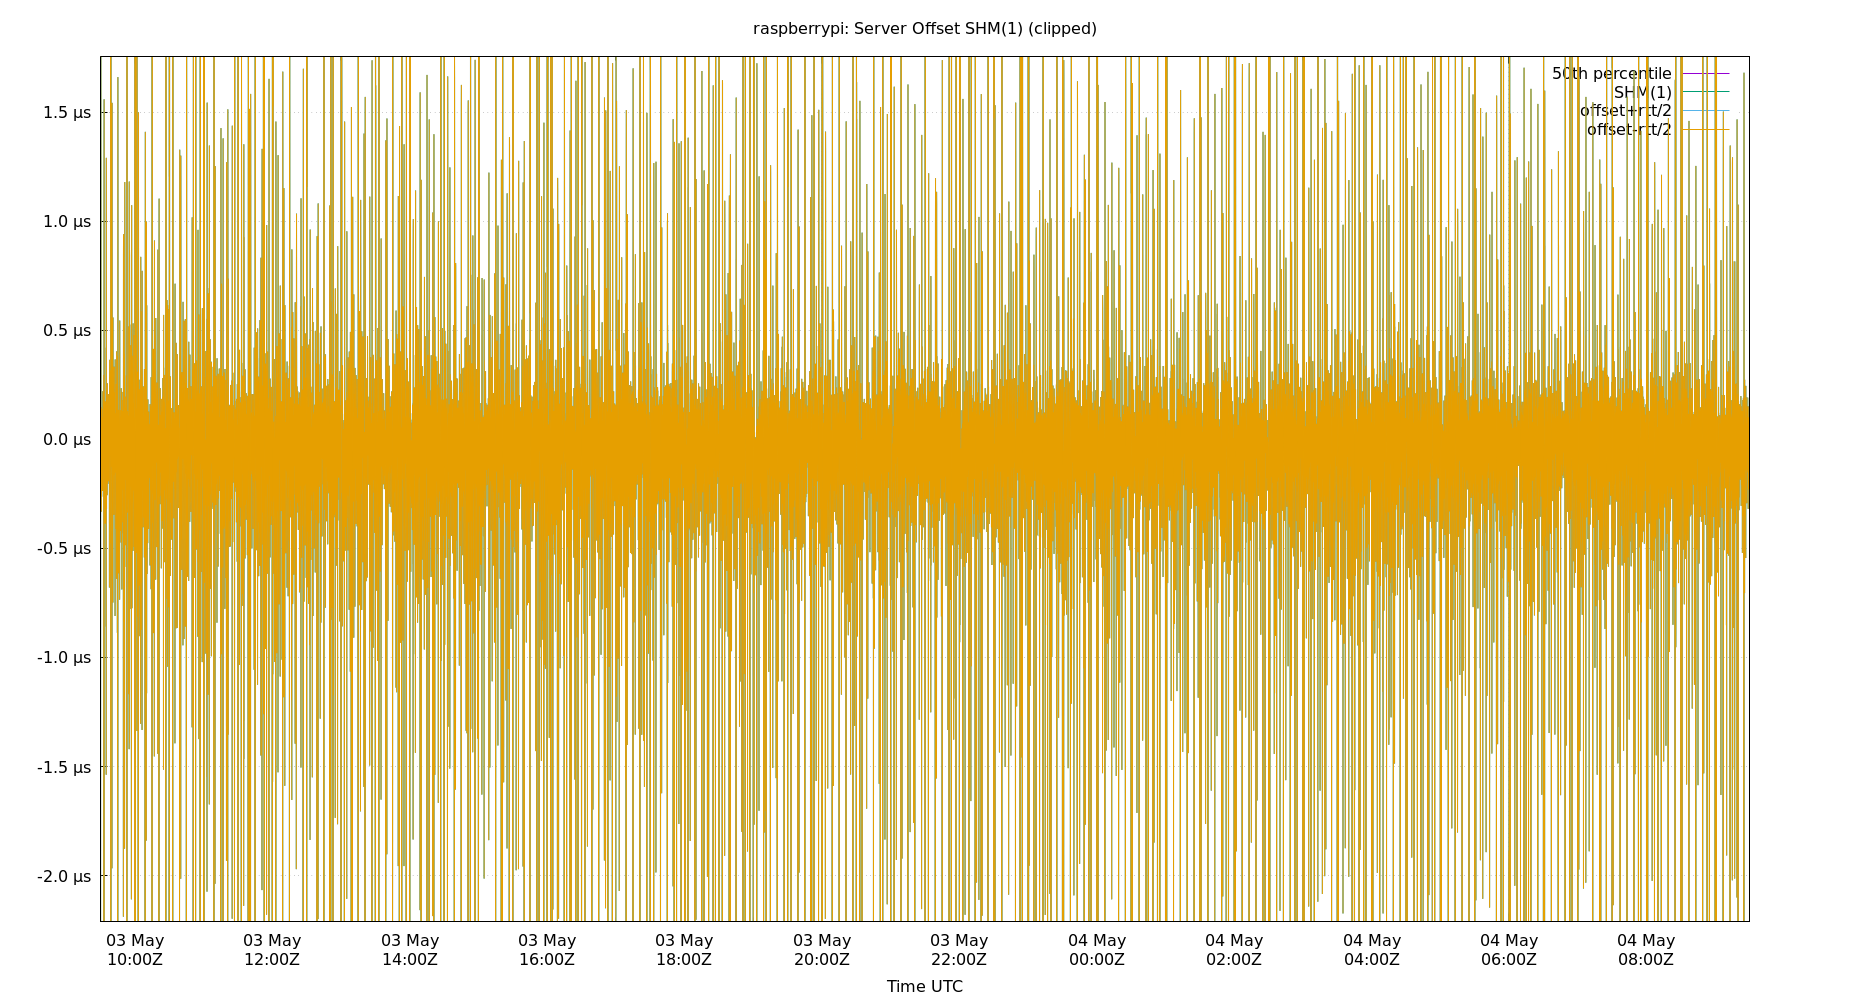 raspberrypi: Server Offset SHM(1) (clipped)
50th percentile
SHM(1)
offset+rtt/2
offset-rtt/2
1.5 µs
1.0 µs
0.5 µs
0.0 µs
-0.5 µs
-1.0 µs
-1.5 µs
-2.0 µs
03 May 03 May 03 May 03 May 03 May 03 May 03 May 04 May 04 May 04 May 04 May 04 May
10:00Z 12:00Z 14:00Z 16:00Z 18:00Z 20:00Z 22:00Z 00:00Z 02:00Z 04:00Z 06:00Z 08:00Z
Time UTC